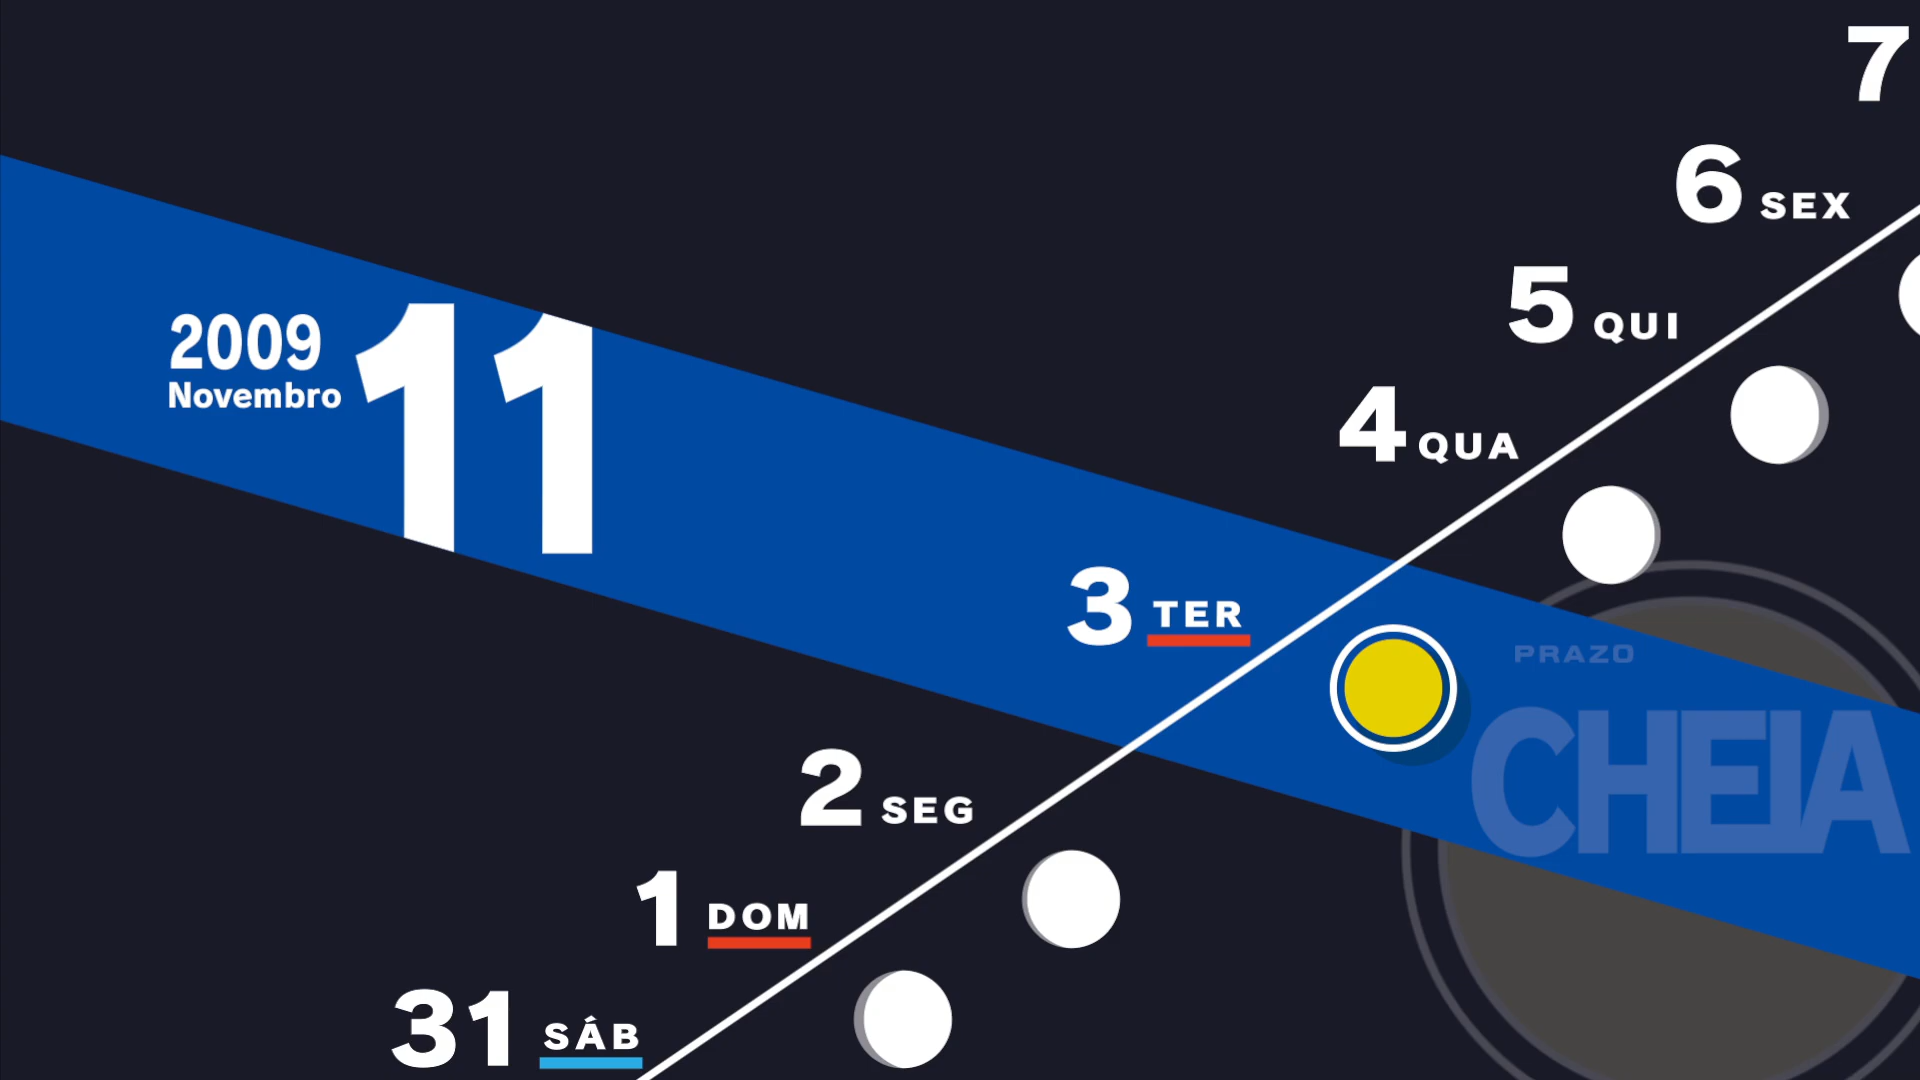 7
6 SEX
5 QUI
4 QUA
2009
Novembro
11
3 TER
PRAZO
CHEIA
2 SEG
1 DOM
31 SÁB